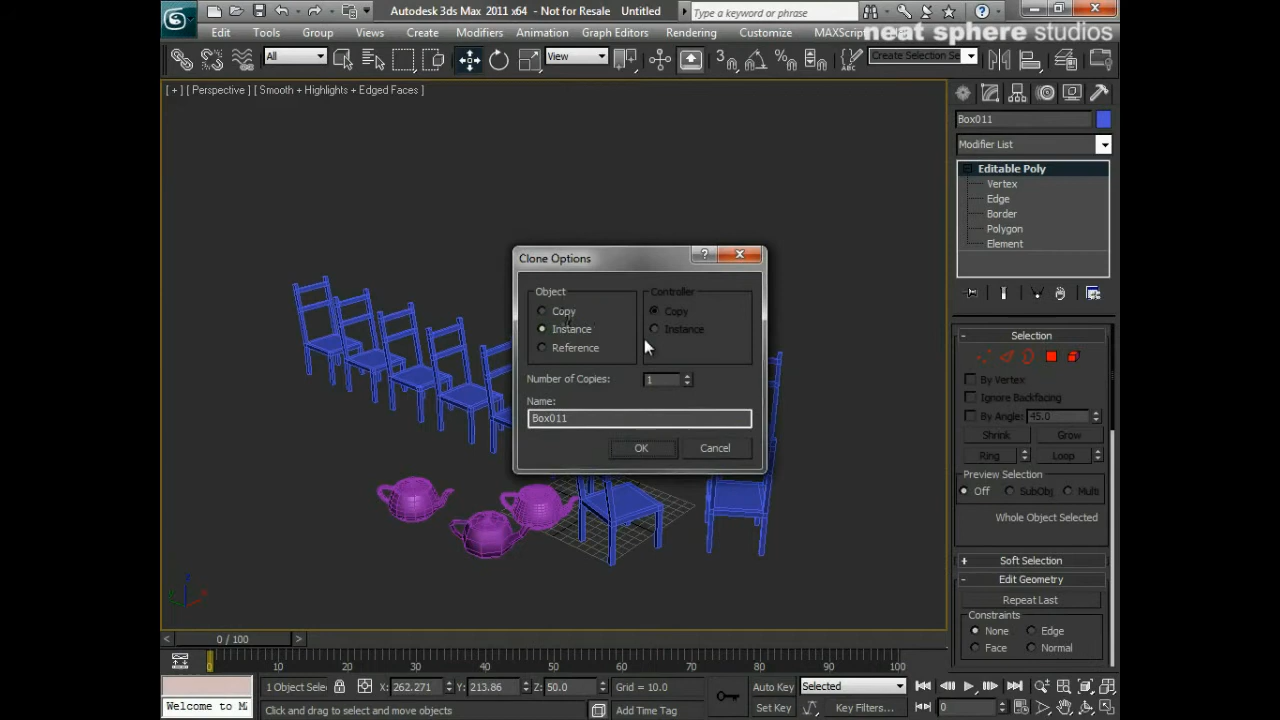 Autodesk 3ds Max 2011 x64 - Not for Resale Untitled
Type a keyword or phrase
Edit Tools Group Views Create Modifiers Animation Graph Editors Rendering Customize MAXScript
neat sphere studios
All
View
3
Create Selection Se
[ + ] [ Perspective ] [ Smooth + Highlights + Edged Faces ]
Box011
Modifier List
Editable Poly
Vertex
Edge
Border
Polygon
Element
Clone Options
Object
Copy
Instance
Reference
Controller
Copy
Instance
Number of Copies: 1
Name:
Box011
OK Cancel
- Selection
By Vertex
Ignore Backfacing
By Angle: 45.0
Shrink Grow
Ring Loop
Preview Selection
Off SubObj Multi
Whole Object Selected
+ Soft Selection
- Edit Geometry
Repeat Last
Constraints
None Edge
Face Normal
< 0 / 100 >
0 10 20 30 40 50 60 70 80 90 100
1 Object Sele X: 262.271 Y: 213.86 Z: 50.0 Grid = 10.0 Auto Key Selected
Welcome to M Click and drag to select and move objects Add Time Tag Set Key Key Filters... 0